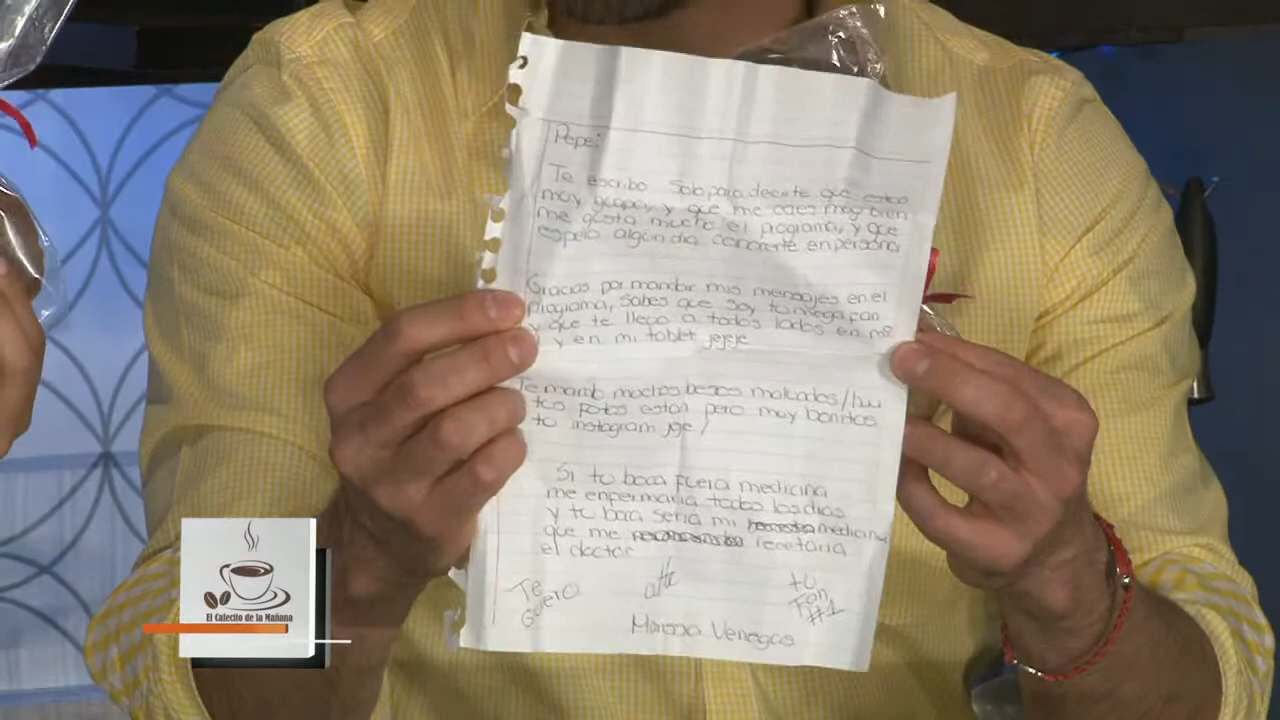 Pepe:
Te escribo solo para decirte que estas
muy guapo, y que me caes muy bien
me gusta mucho el programa, y que
espero algun dia conocerte en persona
Gracias por mandar mis mensajes en el
programa, sabes que soy tu mega fan
y que te llevo a todos lados en mi
y en mi tablet jejeje
Te mando muchos besos
tus fotos estan pero muy bonitas
tu instagram jeje/
Si tu boca fuera medicina
me enfermaria todos los dias
y tu boca seria mi medicina
que me recetaria
el doctor
Te Quiero
atte
tu Fan #1
Venegas
El Cafecito de la Mañana